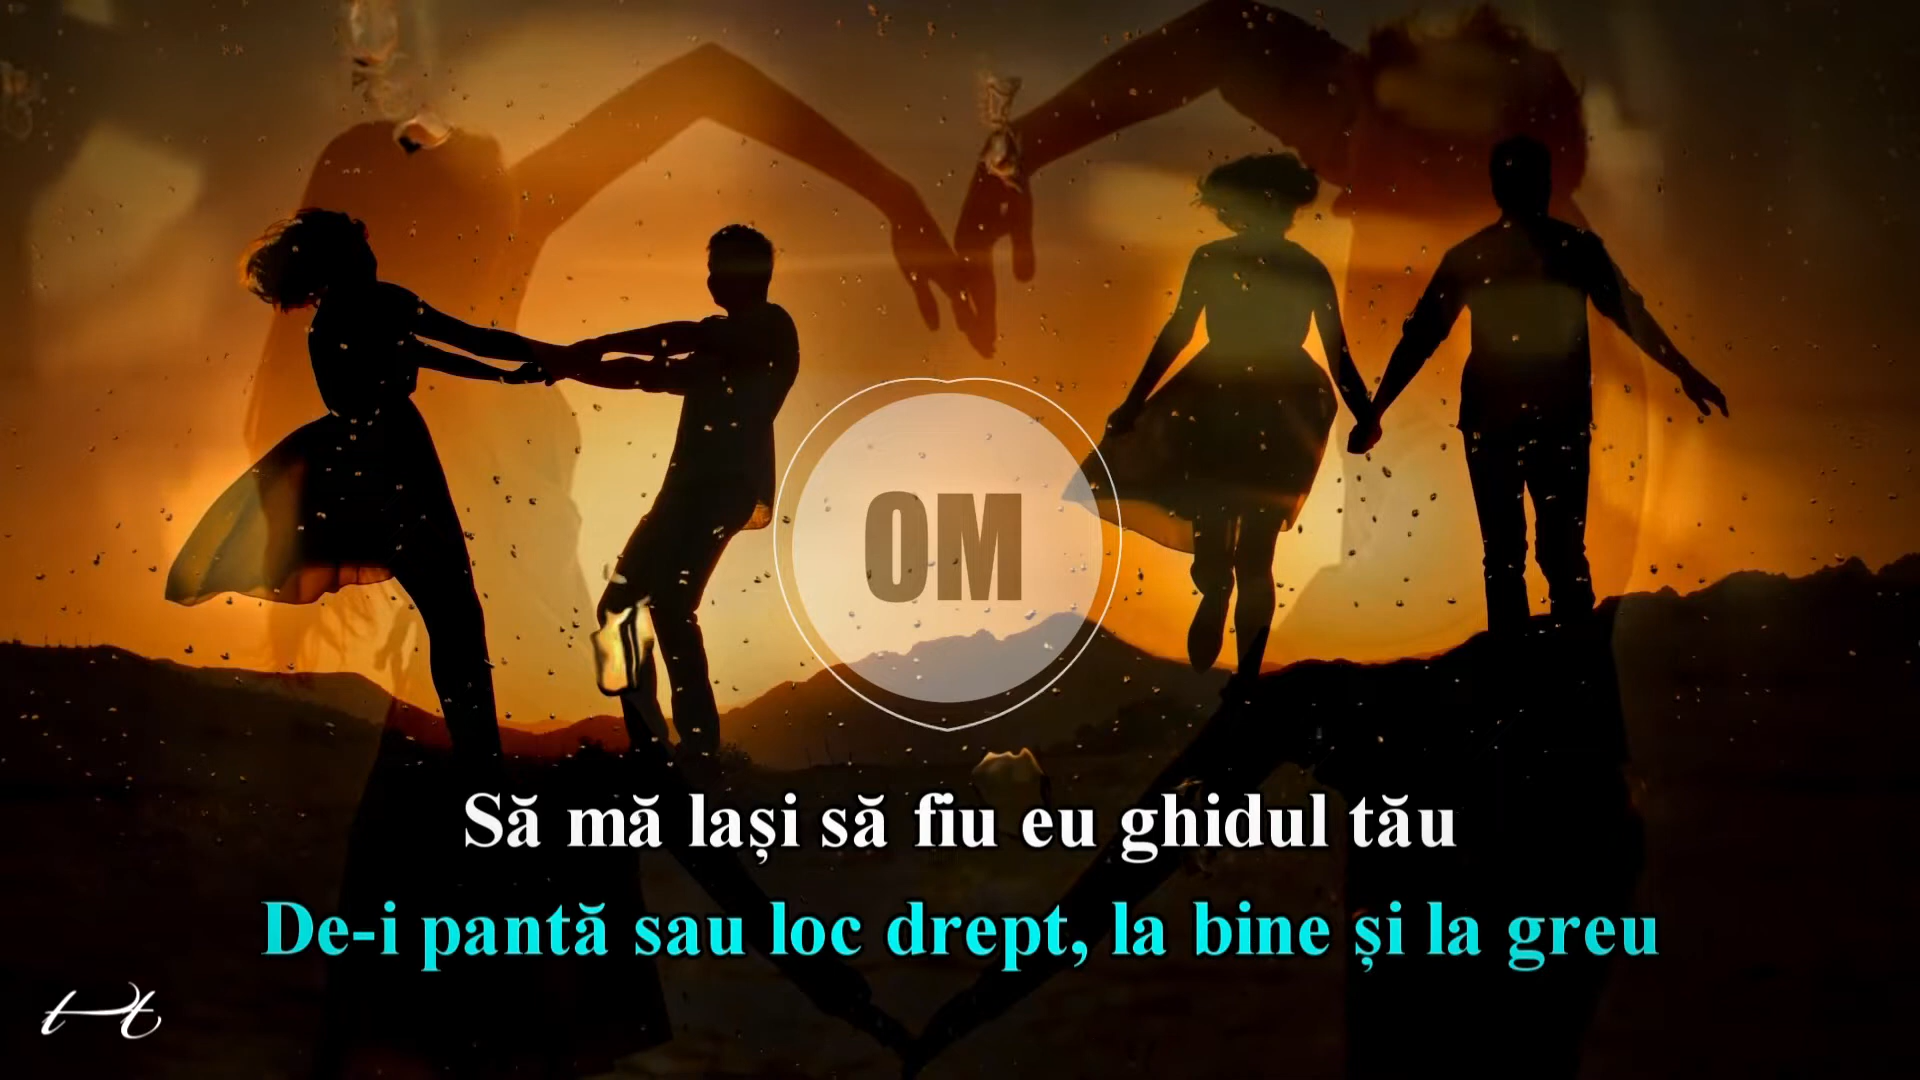 OM
Să mă lași să fiu eu ghidul tău
De-i pantă sau loc drept, la bine și la greu